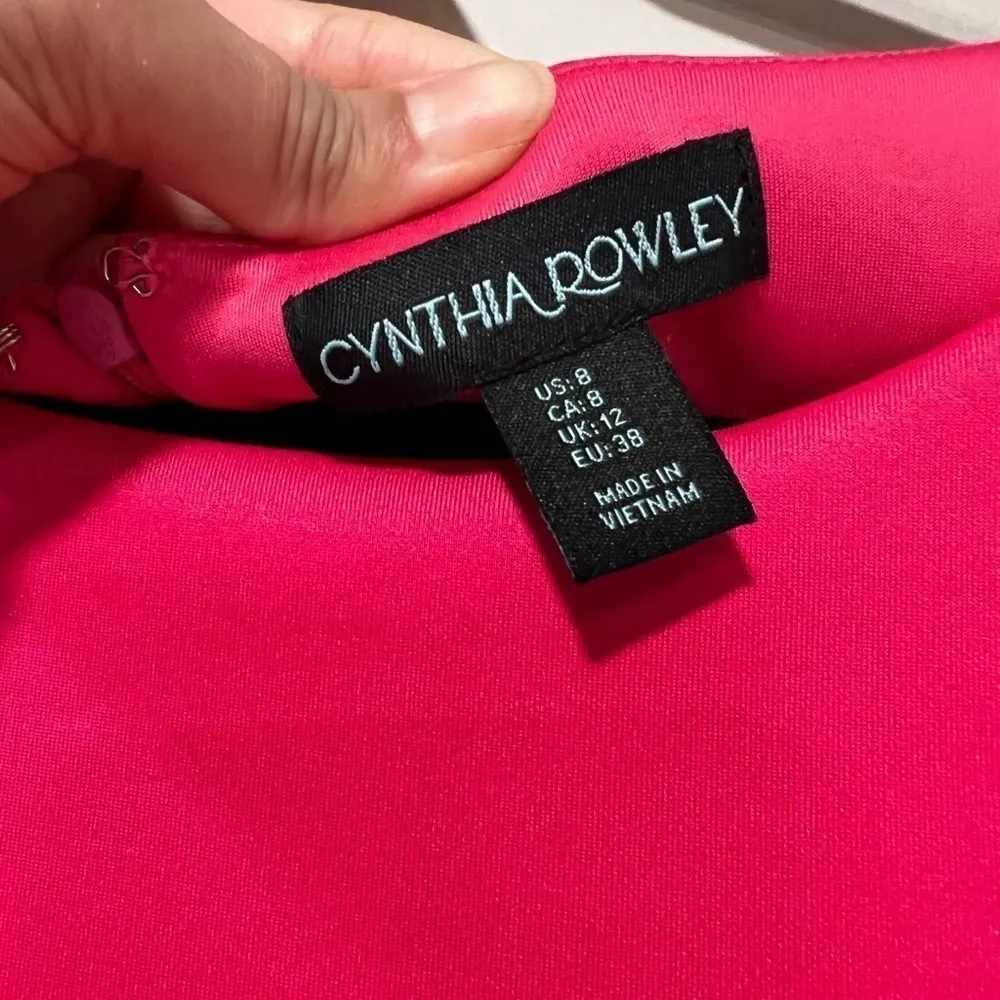 CYNTHIA ROWLEY
US: 8
CA: 8
UK: 12
EU: 38
MADE IN
VIETNAM